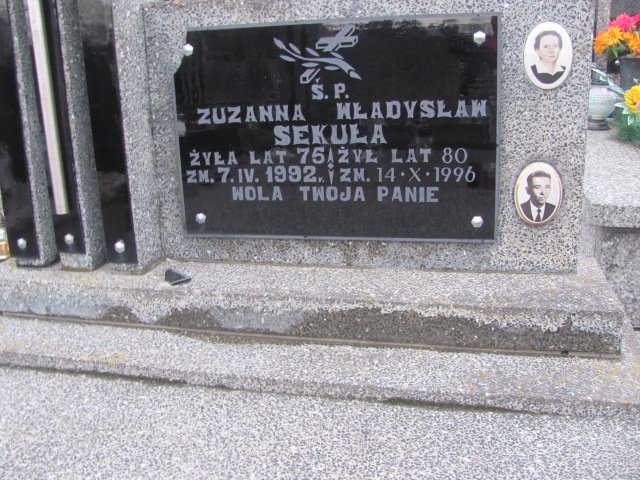 Ś. P.
ZUZANNA WŁADYSŁAW
SEKUŁA
ŻYŁA LAT 75 ŻYŁ LAT 80
ZM. 7. IV. 1992 r. ZM. 14 · X · 1996
WOLA TWOJA PANIE